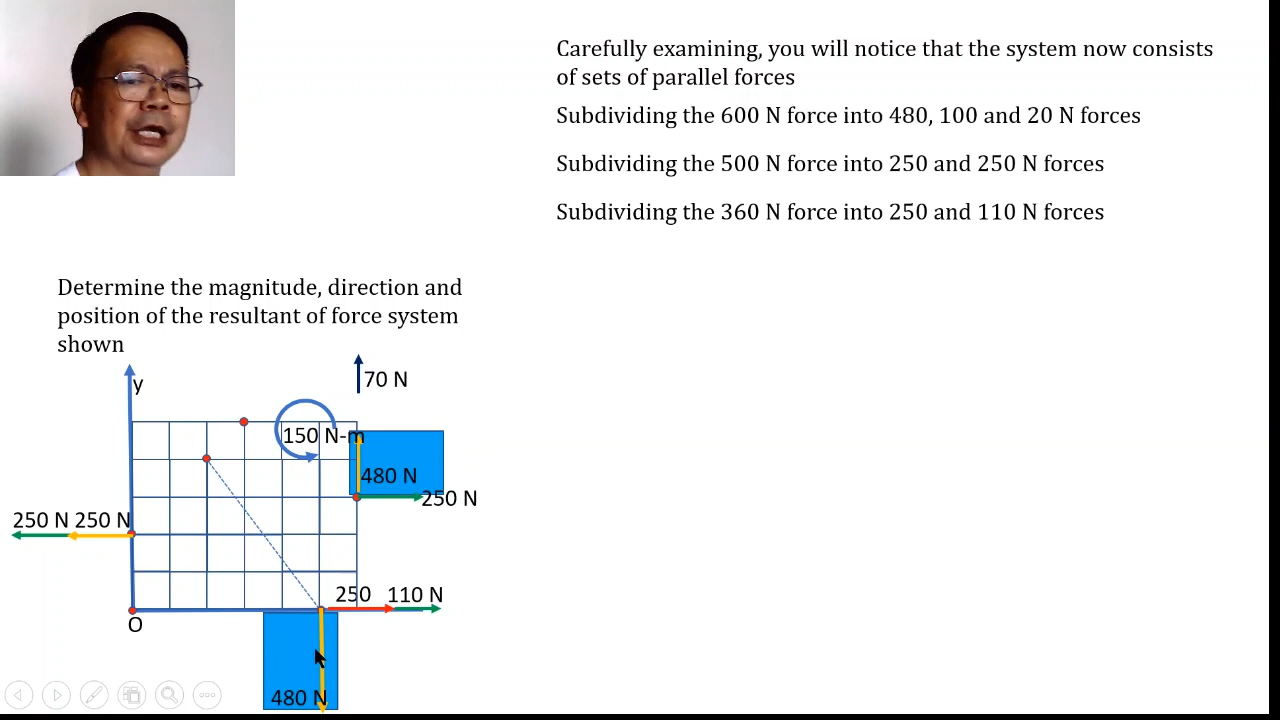 Carefully examining, you will notice that the system now consists
of sets of parallel forces
Subdividing the 600 N force into 480, 100 and 20 N forces
Subdividing the 500 N force into 250 and 250 N forces
Subdividing the 360 N force into 250 and 110 N forces
Determine the magnitude, direction and
position of the resultant of force system
shown
y
70 N
150 N-m
480 N
250 N
250 N 250 N
250 110 N
O
480 N